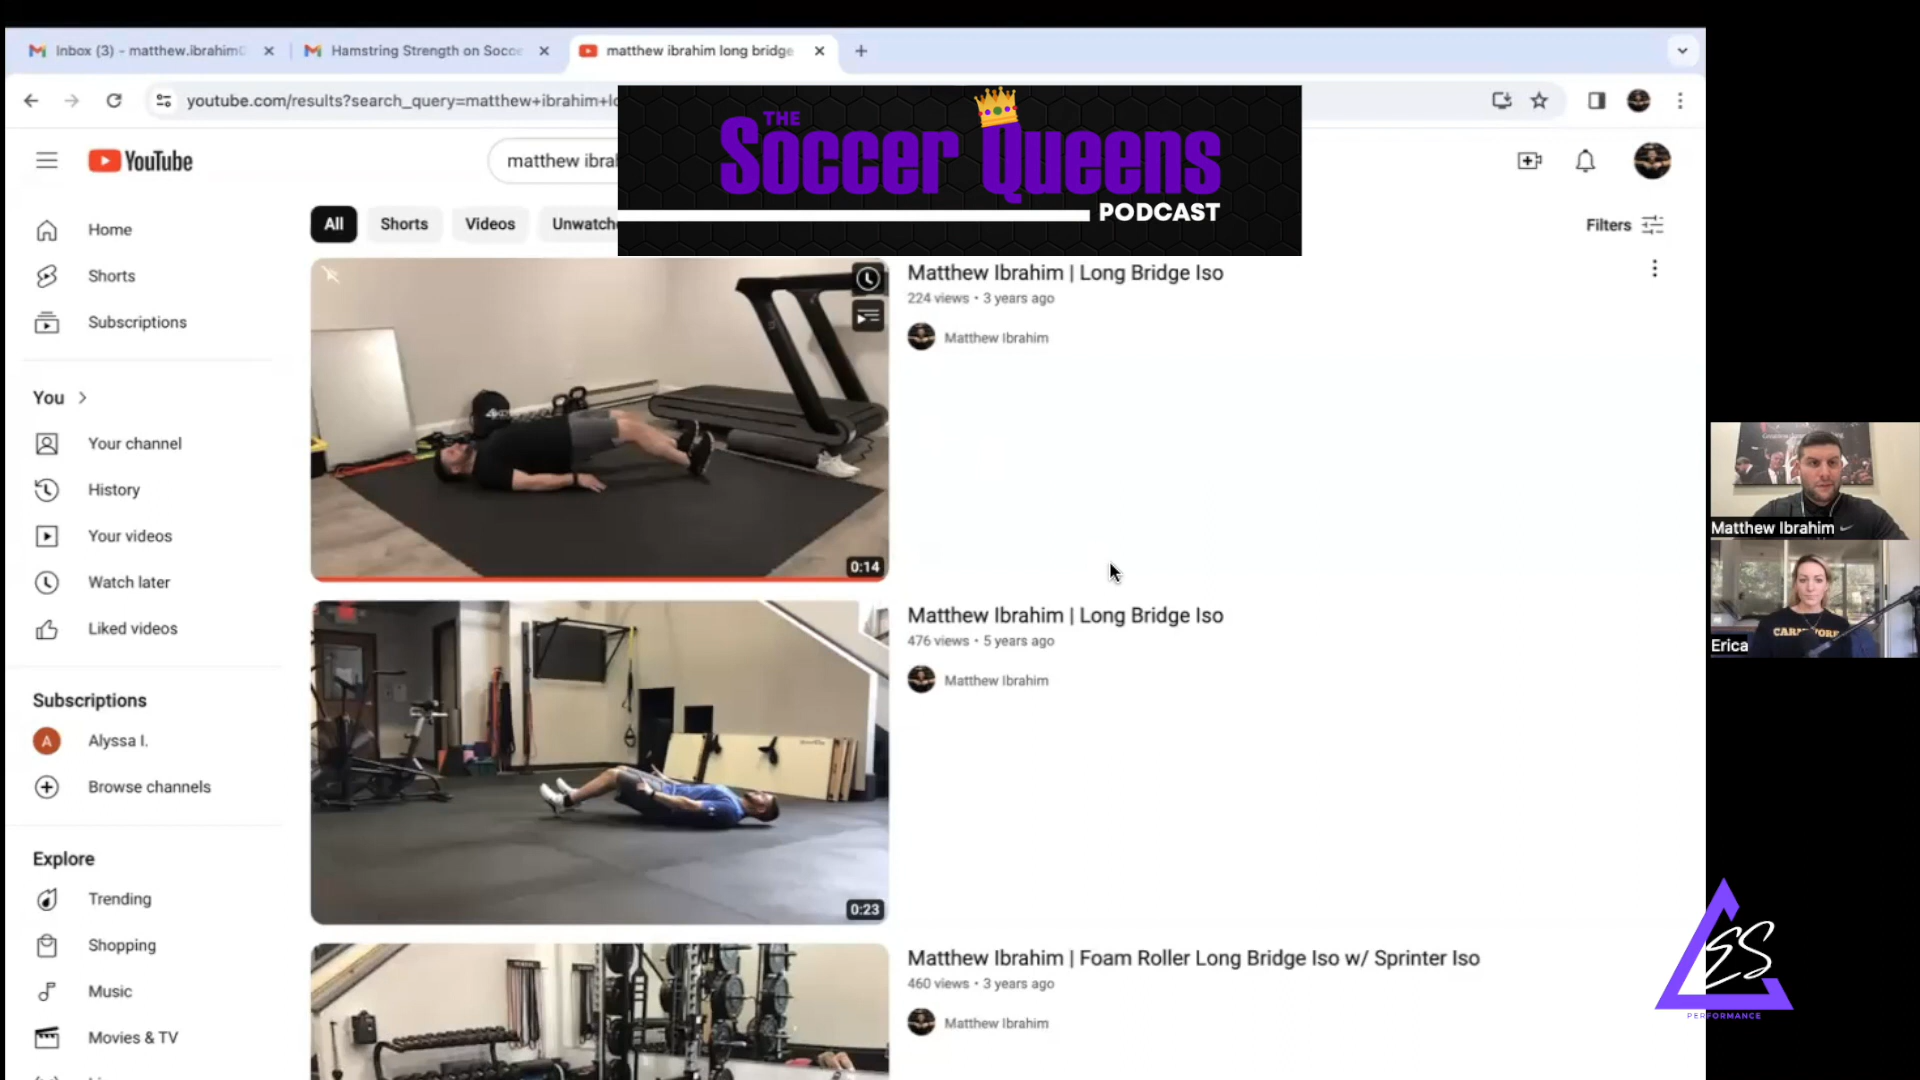 Inbox (3) - matthew.ibrahim
Hamstring Strength on Socce
matthew ibrahim long bridge
youtube.com/results?search_query=matthew+ibrahim+lo
THE
Soccer Queens
PODCAST
YouTube
matthew ibra
All
Shorts
Videos
Unwatch
Filters
Home
Shorts
Subscriptions
You
Your channel
History
Your videos
Watch later
Liked videos
Subscriptions
A
Alyssa I.
Browse channels
Explore
Trending
Shopping
Music
Movies & TV
0:14
Matthew Ibrahim | Long Bridge Iso
224 views • 3 years ago
Matthew Ibrahim
0:23
Matthew Ibrahim | Long Bridge Iso
476 views • 5 years ago
Matthew Ibrahim
Matthew Ibrahim | Foam Roller Long Bridge Iso w/ Sprinter Iso
460 views • 3 years ago
Matthew Ibrahim
Matthew Ibrahim
CARNIVORE
Erica
ES
PERFORMANCE